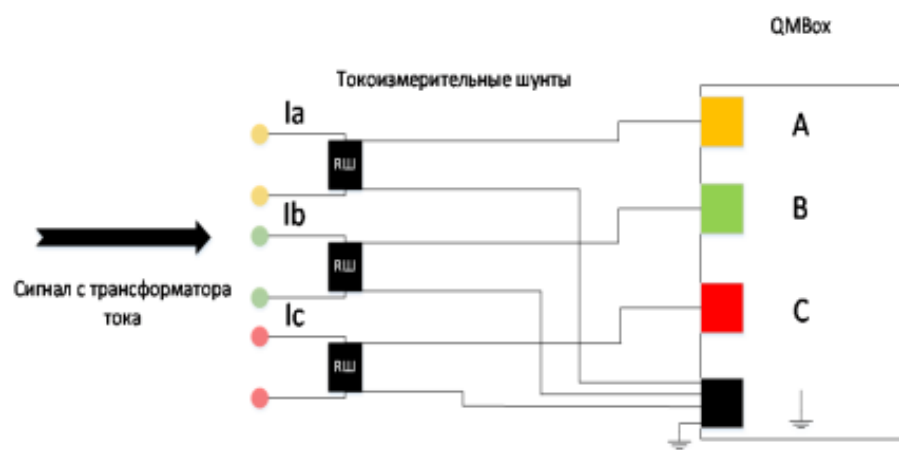 QMBox
Токоизмерительные шунты
Ia
A
RШ
Ib
B
RШ
Сигнал с трансформатора
тока
Ic
C
RШ